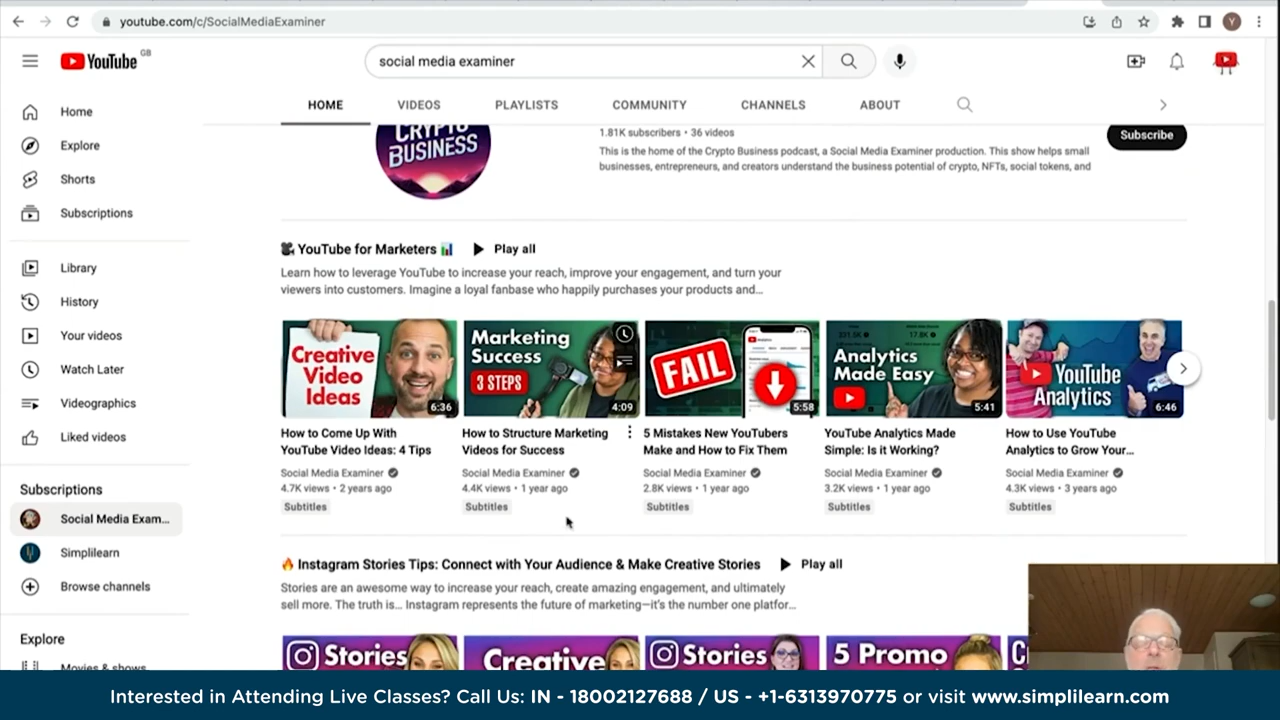 youtube.com/c/SocialMediaExaminer
YouTube GB
social media examiner
HOME VIDEOS PLAYLISTS COMMUNITY CHANNELS ABOUT
Home
Explore
Shorts
Subscriptions
Library
History
Your videos
Watch Later
Videographics
Liked videos
Subscriptions
Social Media Exam...
Simplilearn
Browse channels
Explore
Movies & shows
CRYPTO
BUSINESS
1.81K subscribers • 36 videos
This is the home of the Crypto Business podcast, a Social Media Examiner production. This show helps small
businesses, entrepreneurs, and creators understand the business potential of crypto, NFTs, social tokens, and
Subscribe
YouTube for Marketers Play all
Learn how to leverage YouTube to increase your reach, improve your engagement, and turn your
viewers into customers. Imagine a loyal fanbase who happily purchases your products and...
Creative
Video
Ideas
6:36
How to Come Up With
YouTube Video Ideas: 4 Tips
Social Media Examiner
4.7K views • 2 years ago
Subtitles
Marketing
Success
3 STEPS
4:09
How to Structure Marketing
Videos for Success
Social Media Examiner
4.4K views • 1 year ago
Subtitles
FAIL
5:58
5 Mistakes New YouTubers
Make and How to Fix Them
Social Media Examiner
2.8K views • 1 year ago
Subtitles
Analytics
Made Easy
5:41
YouTube Analytics Made
Simple: Is it Working?
Social Media Examiner
3.2K views • 1 year ago
Subtitles
YouTube
Analytics
6:46
How to Use YouTube
Analytics to Grow Your...
Social Media Examiner
4.3K views • 3 years ago
Subtitles
Instagram Stories Tips: Connect with Your Audience & Make Creative Stories Play all
Stories are an awesome way to increase your reach, create amazing engagement, and ultimately
sell more. The truth is... Instagram represents the future of marketing—it's the number one platfor...
Stories
Creative
Stories
5 Promo
Interested in Attending Live Classes? Call Us: IN - 18002127688 / US - +1-6313970775 or visit www.simplilearn.com